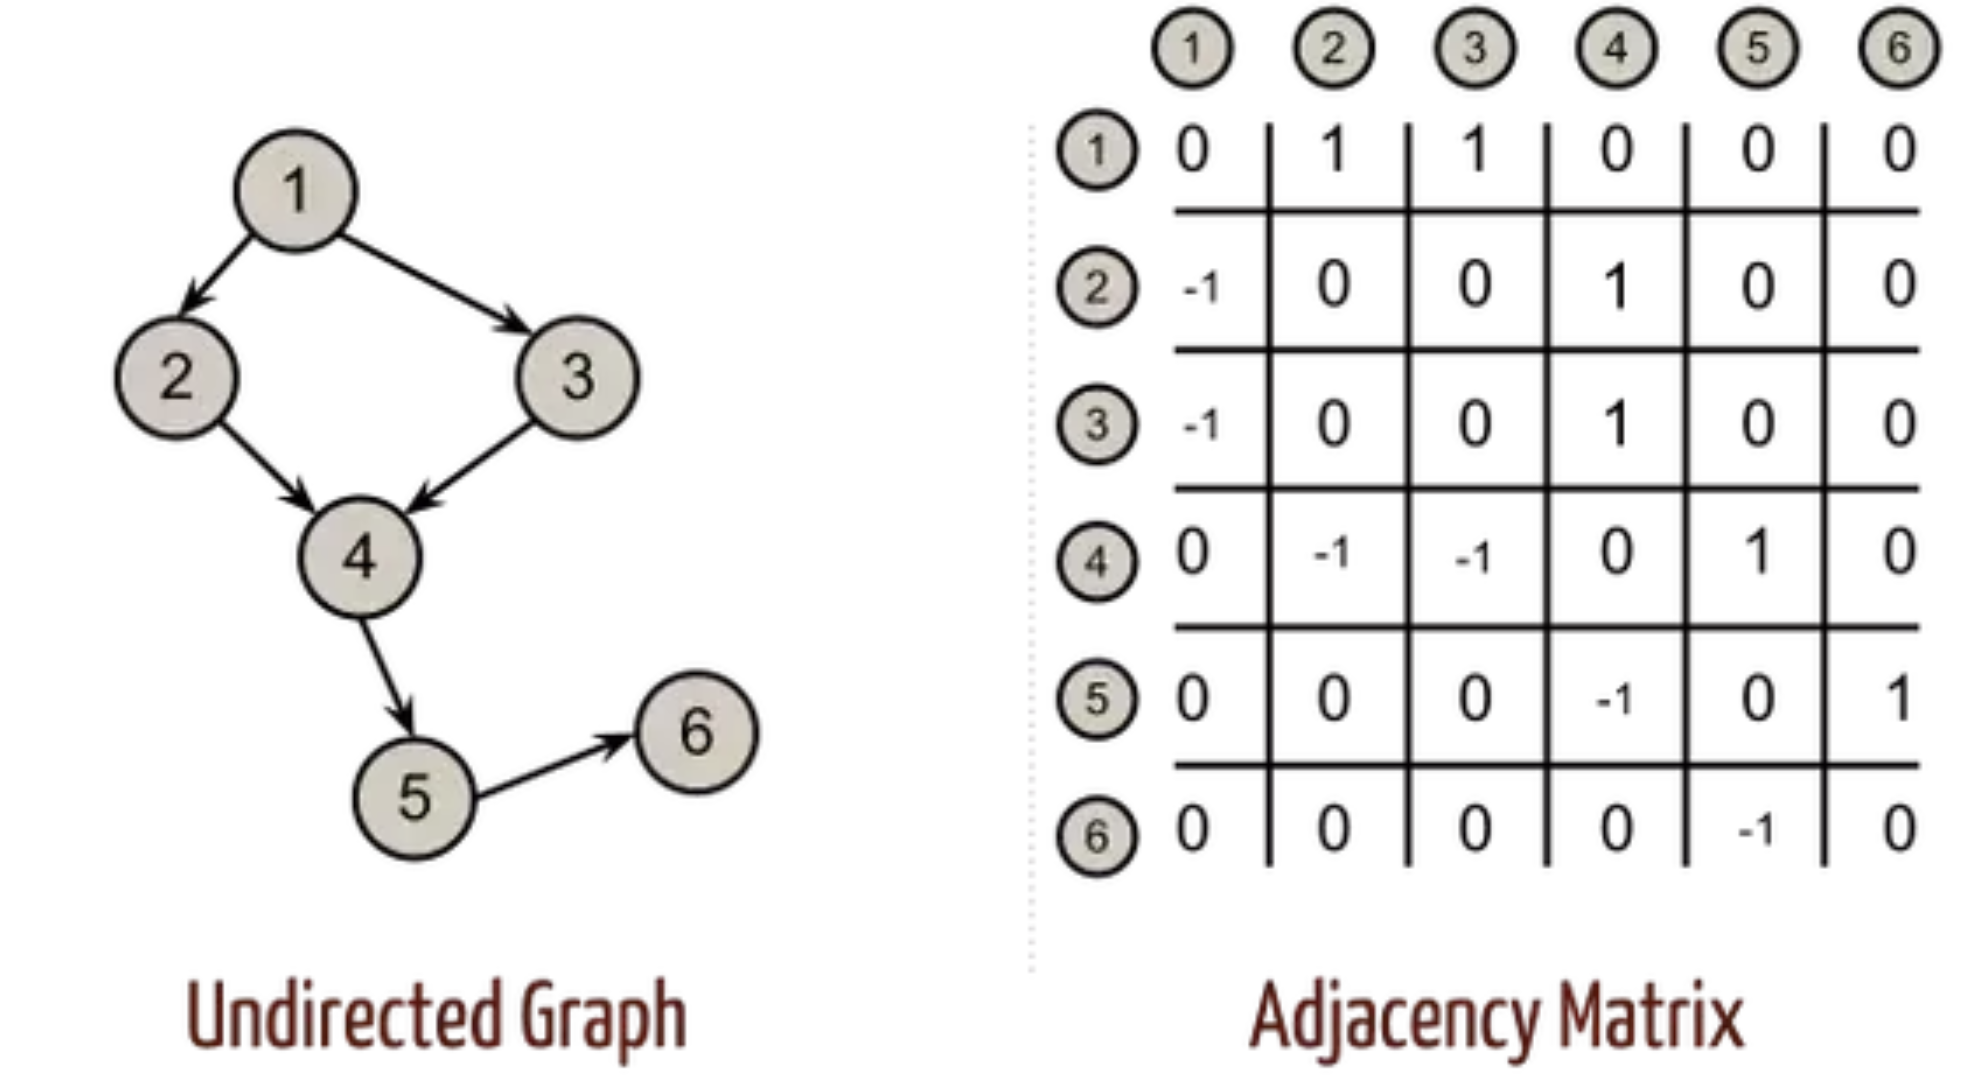 1
2
3
4
5
6
Undirected Graph
1 2 3 4 5 6
1 0 1 1 0 0 0
2 -1 0 0 1 0 0
3 -1 0 0 1 0 0
4 0 -1 -1 0 1 0
5 0 0 0 -1 0 1
6 0 0 0 0 -1 0
Adjacency Matrix